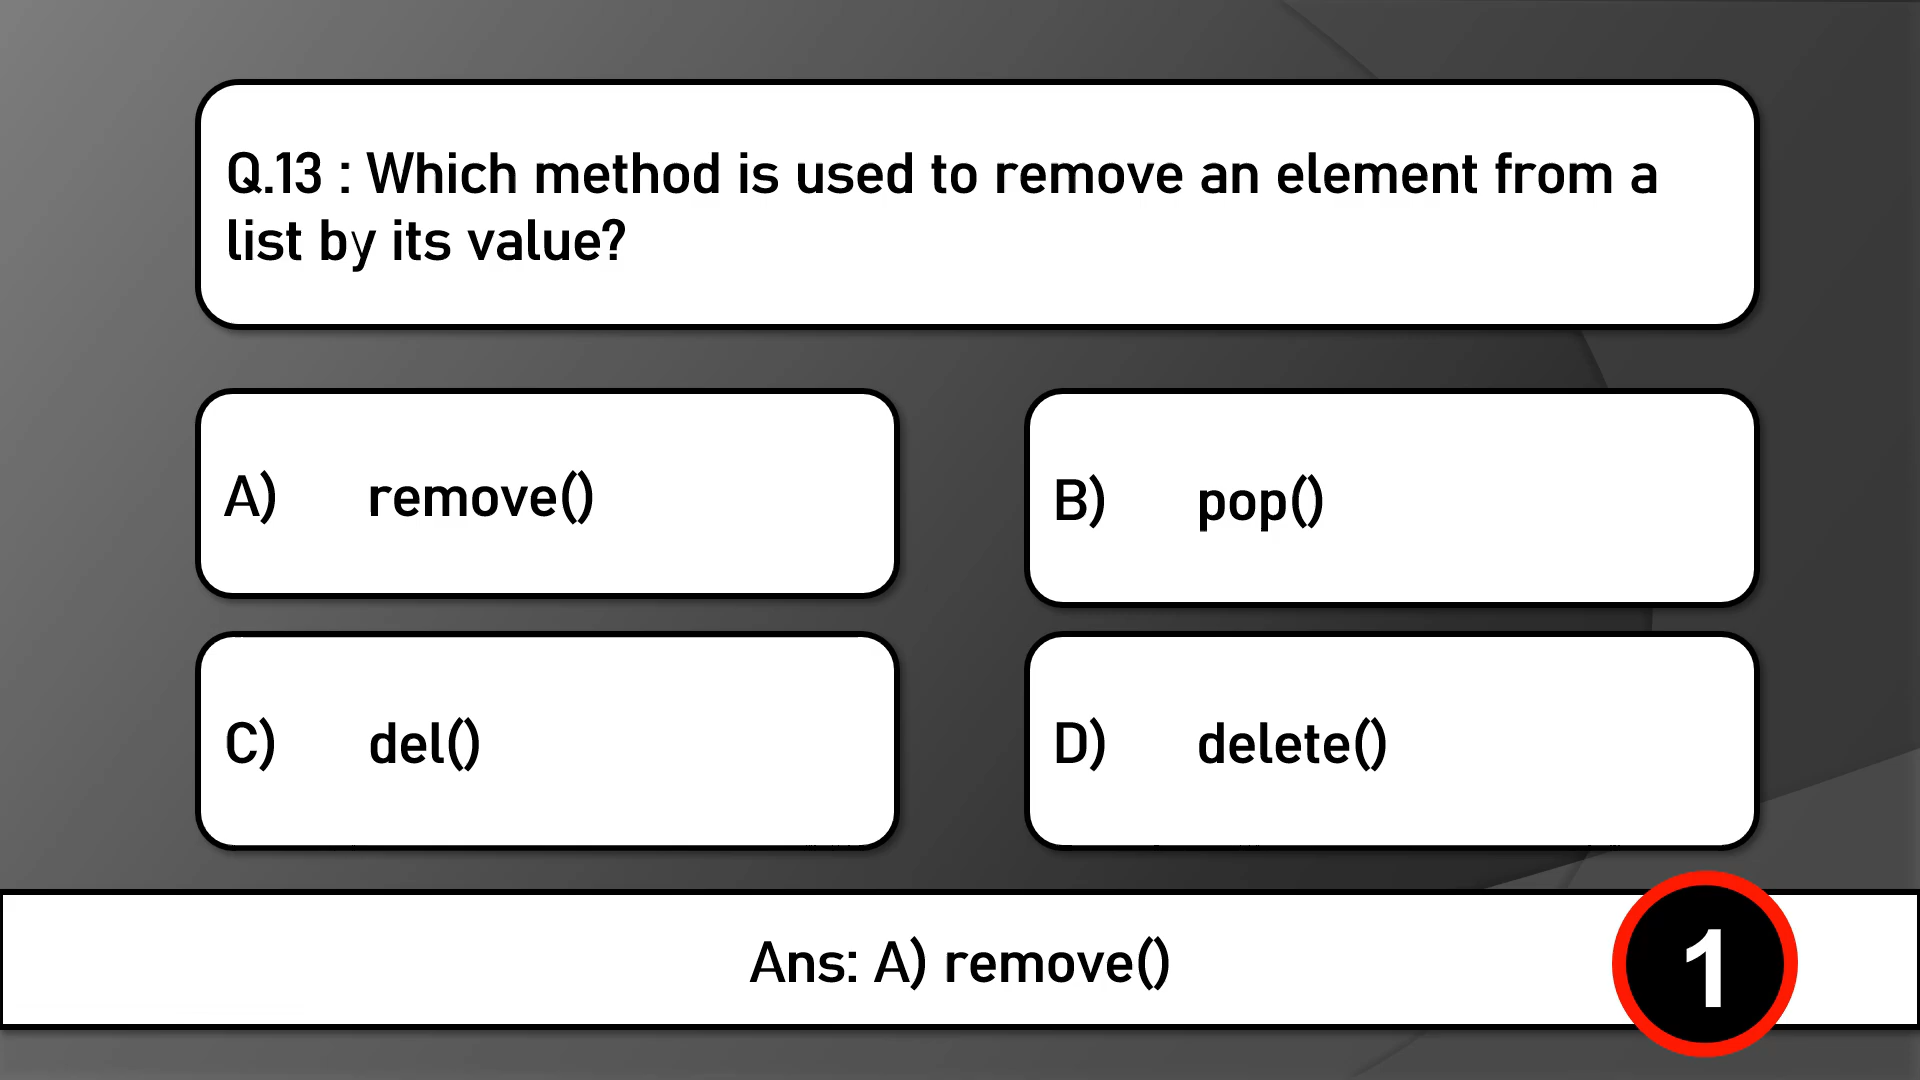 Q.13 : Which method is used to remove an element from a
list by its value?
A) remove()
B) pop()
C) del()
D) delete()
Ans: A) remove()
1